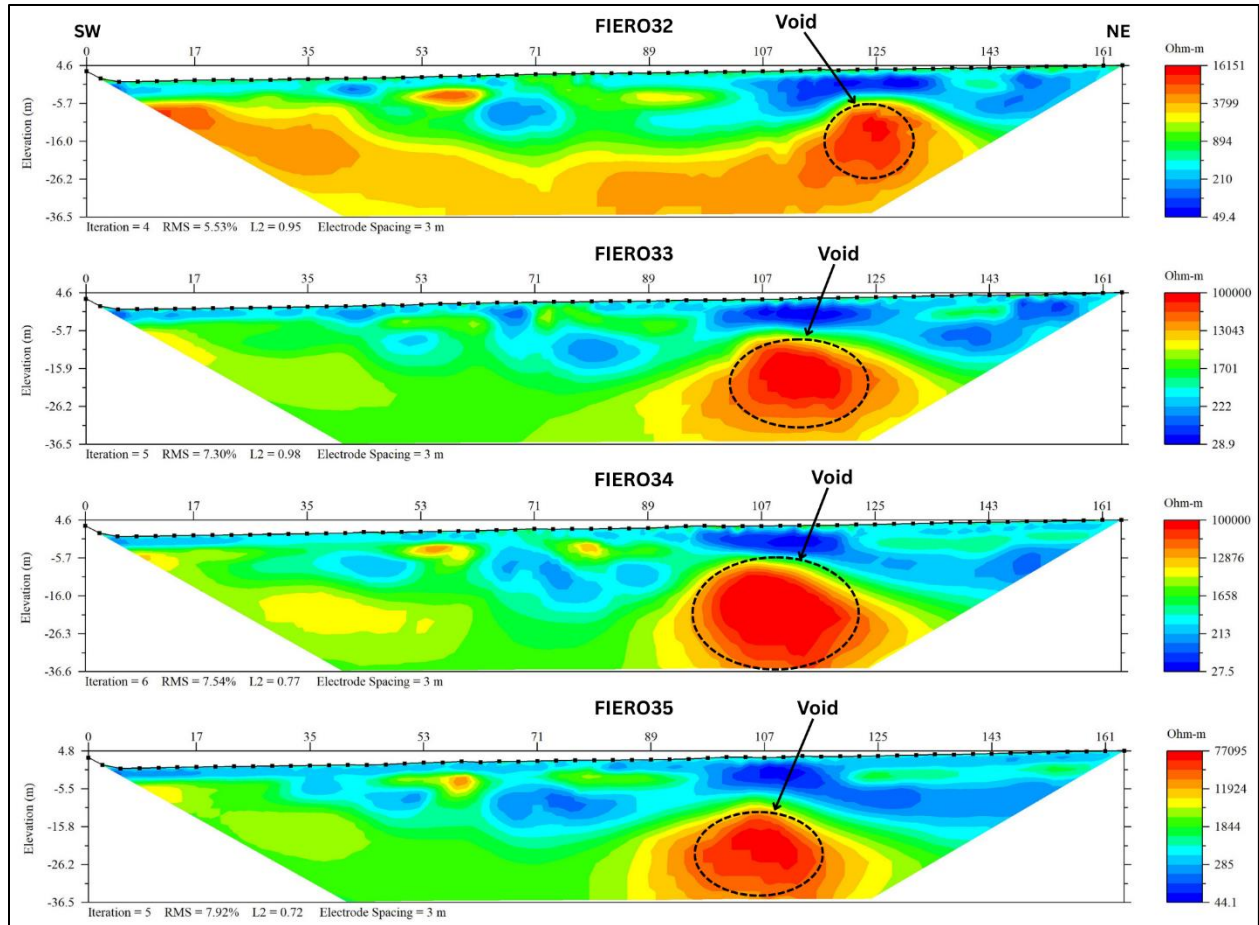 SW FIERO32 Void NE
0 17 35 53 71 89 107 125 143 161
Ohm-m
Elevation (m)
4.6
-5.7
-16.0
-26.2
-36.5
16151
3799
894
210
49.4
Iteration = 4 RMS = 5.53% L2 = 0.95 Electrode Spacing = 3 m
FIERO33 Void
0 17 35 53 71 89 107 125 143 161
Ohm-m
Elevation (m)
4.6
-5.7
-15.9
-26.2
-36.5
100000
13043
1701
222
28.9
Iteration = 5 RMS = 7.30% L2 = 0.98 Electrode Spacing = 3 m
FIERO34 Void
0 17 35 53 71 89 107 125 143 161
Ohm-m
Elevation (m)
4.6
-5.7
-16.0
-26.3
-36.6
100000
12876
1658
213
27.5
Iteration = 6 RMS = 7.54% L2 = 0.77 Electrode Spacing = 3 m
FIERO35 Void
0 17 35 53 71 89 107 125 143 161
Ohm-m
Elevation (m)
4.8
-5.5
-15.8
-26.2
-36.5
77095
11924
1844
285
44.1
Iteration = 5 RMS = 7.92% L2 = 0.72 Electrode Spacing = 3 m